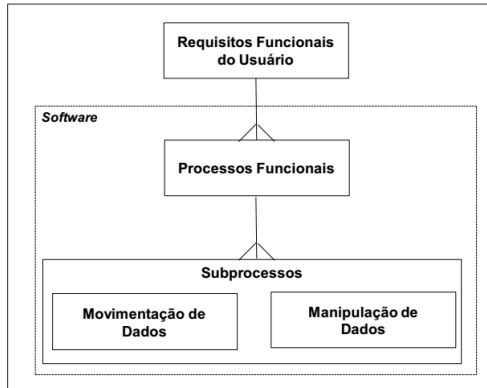 Requisitos Funcionais
do Usuário
Software
Processos Funcionais
Subprocessos
Movimentação de
Dados
Manipulação de
Dados